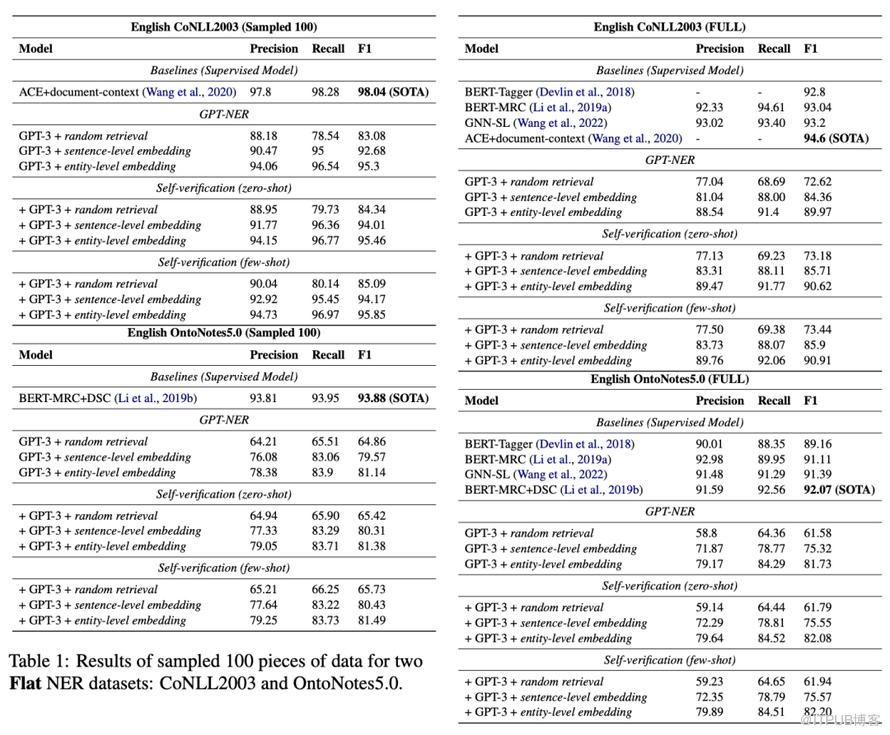 English CoNLL2003 (Sampled 100)
Model Precision Recall F1
Baselines (Supervised Model)
ACE+document-context (Wang et al., 2020) 97.8 98.28 98.04 (SOTA)
GPT-NER
GPT-3 + random retrieval 88.18 78.54 83.08
GPT-3 + sentence-level embedding 90.47 95 92.68
GPT-3 + entity-level embedding 94.06 96.54 95.3
Self-verification (zero-shot)
+ GPT-3 + random retrieval 88.95 79.73 84.34
+ GPT-3 + sentence-level embedding 91.77 96.36 94.01
+ GPT-3 + entity-level embedding 94.15 96.77 95.46
Self-verification (few-shot)
+ GPT-3 + random retrieval 90.04 80.14 85.09
+ GPT-3 + sentence-level embedding 92.92 95.45 94.17
+ GPT-3 + entity-level embedding 94.73 96.97 95.85
English OntoNotes5.0 (Sampled 100)
Model Precision Recall F1
Baselines (Supervised Model)
BERT-MRC+DSC (Li et al., 2019b) 93.81 93.95 93.88 (SOTA)
GPT-NER
GPT-3 + random retrieval 64.21 65.51 64.86
GPT-3 + sentence-level embedding 76.08 83.06 79.57
GPT-3 + entity-level embedding 78.38 83.9 81.14
Self-verification (zero-shot)
+ GPT-3 + random retrieval 64.94 65.90 65.42
+ GPT-3 + sentence-level embedding 77.33 83.29 80.31
+ GPT-3 + entity-level embedding 79.05 83.71 81.38
Self-verification (few-shot)
+ GPT-3 + random retrieval 65.21 66.25 65.73
+ GPT-3 + sentence-level embedding 77.64 83.22 80.43
+ GPT-3 + entity-level embedding 79.25 83.73 81.49
Table 1: Results of sampled 100 pieces of data for two
Flat NER datasets: CoNLL2003 and OntoNotes5.0.
English CoNLL2003 (FULL)
Model Precision Recall F1
Baselines (Supervised Model)
BERT-Tagger (Devlin et al., 2018) - - 92.8
BERT-MRC (Li et al., 2019a) 92.33 94.61 93.04
GNN-SL (Wang et al., 2022) 93.02 93.40 93.2
ACE+document-context (Wang et al., 2020) - - 94.6 (SOTA)
GPT-NER
GPT-3 + random retrieval 77.04 68.69 72.62
GPT-3 + sentence-level embedding 81.04 88.00 84.36
GPT-3 + entity-level embedding 88.54 91.4 89.97
Self-verification (zero-shot)
+ GPT-3 + random retrieval 77.13 69.23 73.18
+ GPT-3 + sentence-level embedding 83.31 88.11 85.71
+ GPT-3 + entity-level embedding 89.47 91.77 90.62
Self-verification (few-shot)
+ GPT-3 + random retrieval 77.50 69.38 73.44
+ GPT-3 + sentence-level embedding 83.73 88.07 85.9
+ GPT-3 + entity-level embedding 89.76 92.06 90.91
English OntoNotes5.0 (FULL)
Model Precision Recall F1
Baselines (Supervised Model)
BERT-Tagger (Devlin et al., 2018) 90.01 88.35 89.16
BERT-MRC (Li et al., 2019a) 92.98 89.95 91.11
GNN-SL (Wang et al., 2022) 91.48 91.29 91.39
BERT-MRC+DSC (Li et al., 2019b) 91.59 92.56 92.07 (SOTA)
GPT-NER
GPT-3 + random retrieval 58.8 64.36 61.58
GPT-3 + sentence-level embedding 71.87 78.77 75.32
GPT-3 + entity-level embedding 79.17 84.29 81.73
Self-verification (zero-shot)
+ GPT-3 + random retrieval 59.14 64.44 61.79
+ GPT-3 + sentence-level embedding 72.29 78.81 75.55
+ GPT-3 + entity-level embedding 79.64 84.52 82.08
Self-verification (few-shot)
+ GPT-3 + random retrieval 59.23 64.65 61.94
+ GPT-3 + sentence-level embedding 72.35 78.79 75.57
+ GPT-3 + entity-level embedding 79.89 84.51 82.20
@ITPUB博客